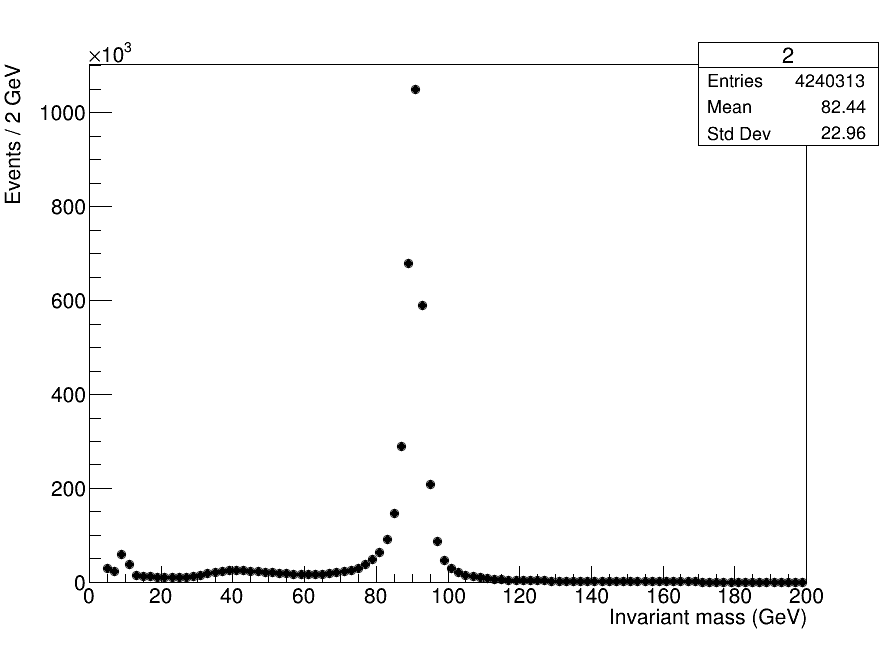 ×10³
2
Entries 4240313
Mean 82.44
Std Dev 22.96
Events / 2 GeV
1000
800
600
400
200
0
0 20 40 60 80 100 120 140 160 180 200
Invariant mass (GeV)